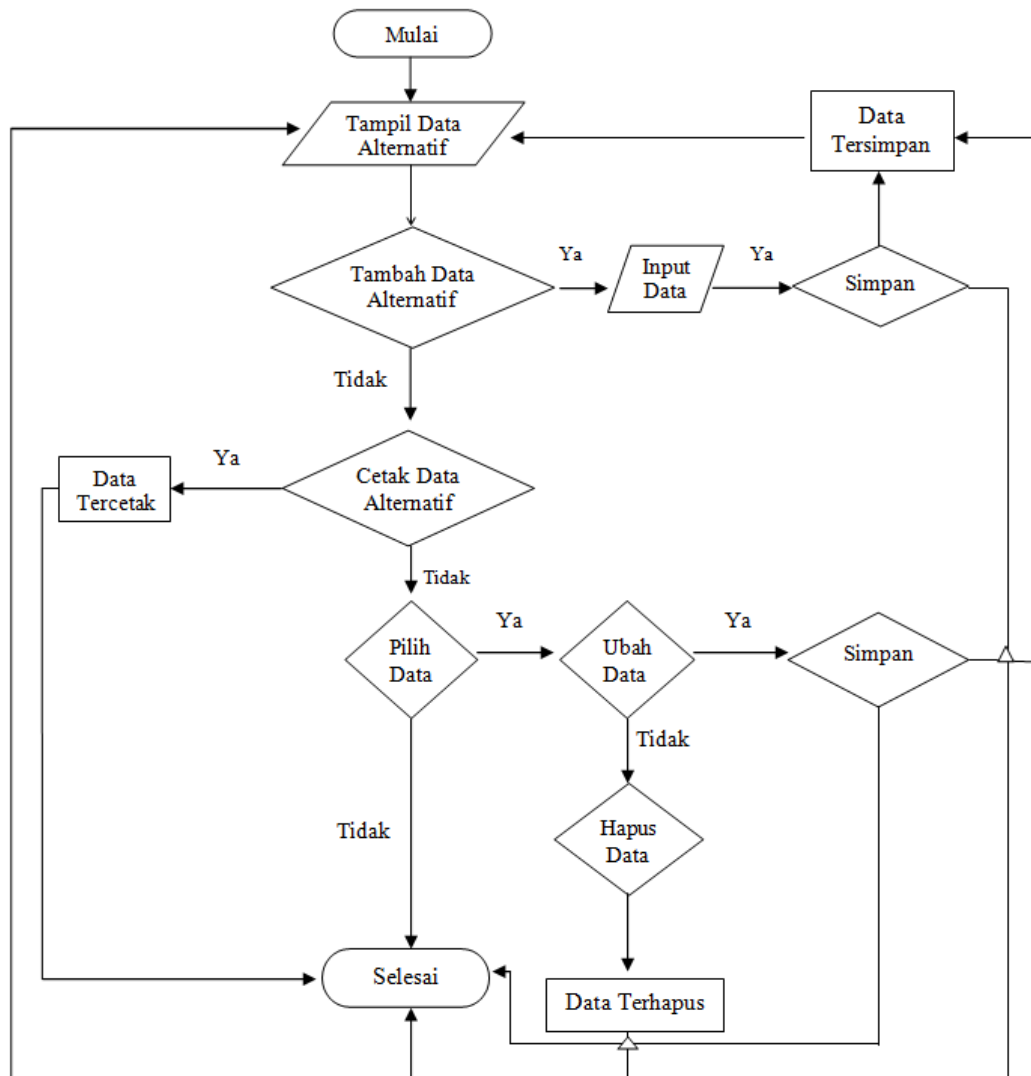 Mulai
Tampil Data
Alternatif
Data
Tersimpan
Tambah Data
Alternatif
Ya
Input
Data
Ya
Simpan
Tidak
Data
Tercetak
Ya
Cetak Data
Alternatif
Tidak
Pilih
Data
Ya
Ubah
Data
Ya
Simpan
Tidak
Tidak
Hapus
Data
Selesai
Data Terhapus